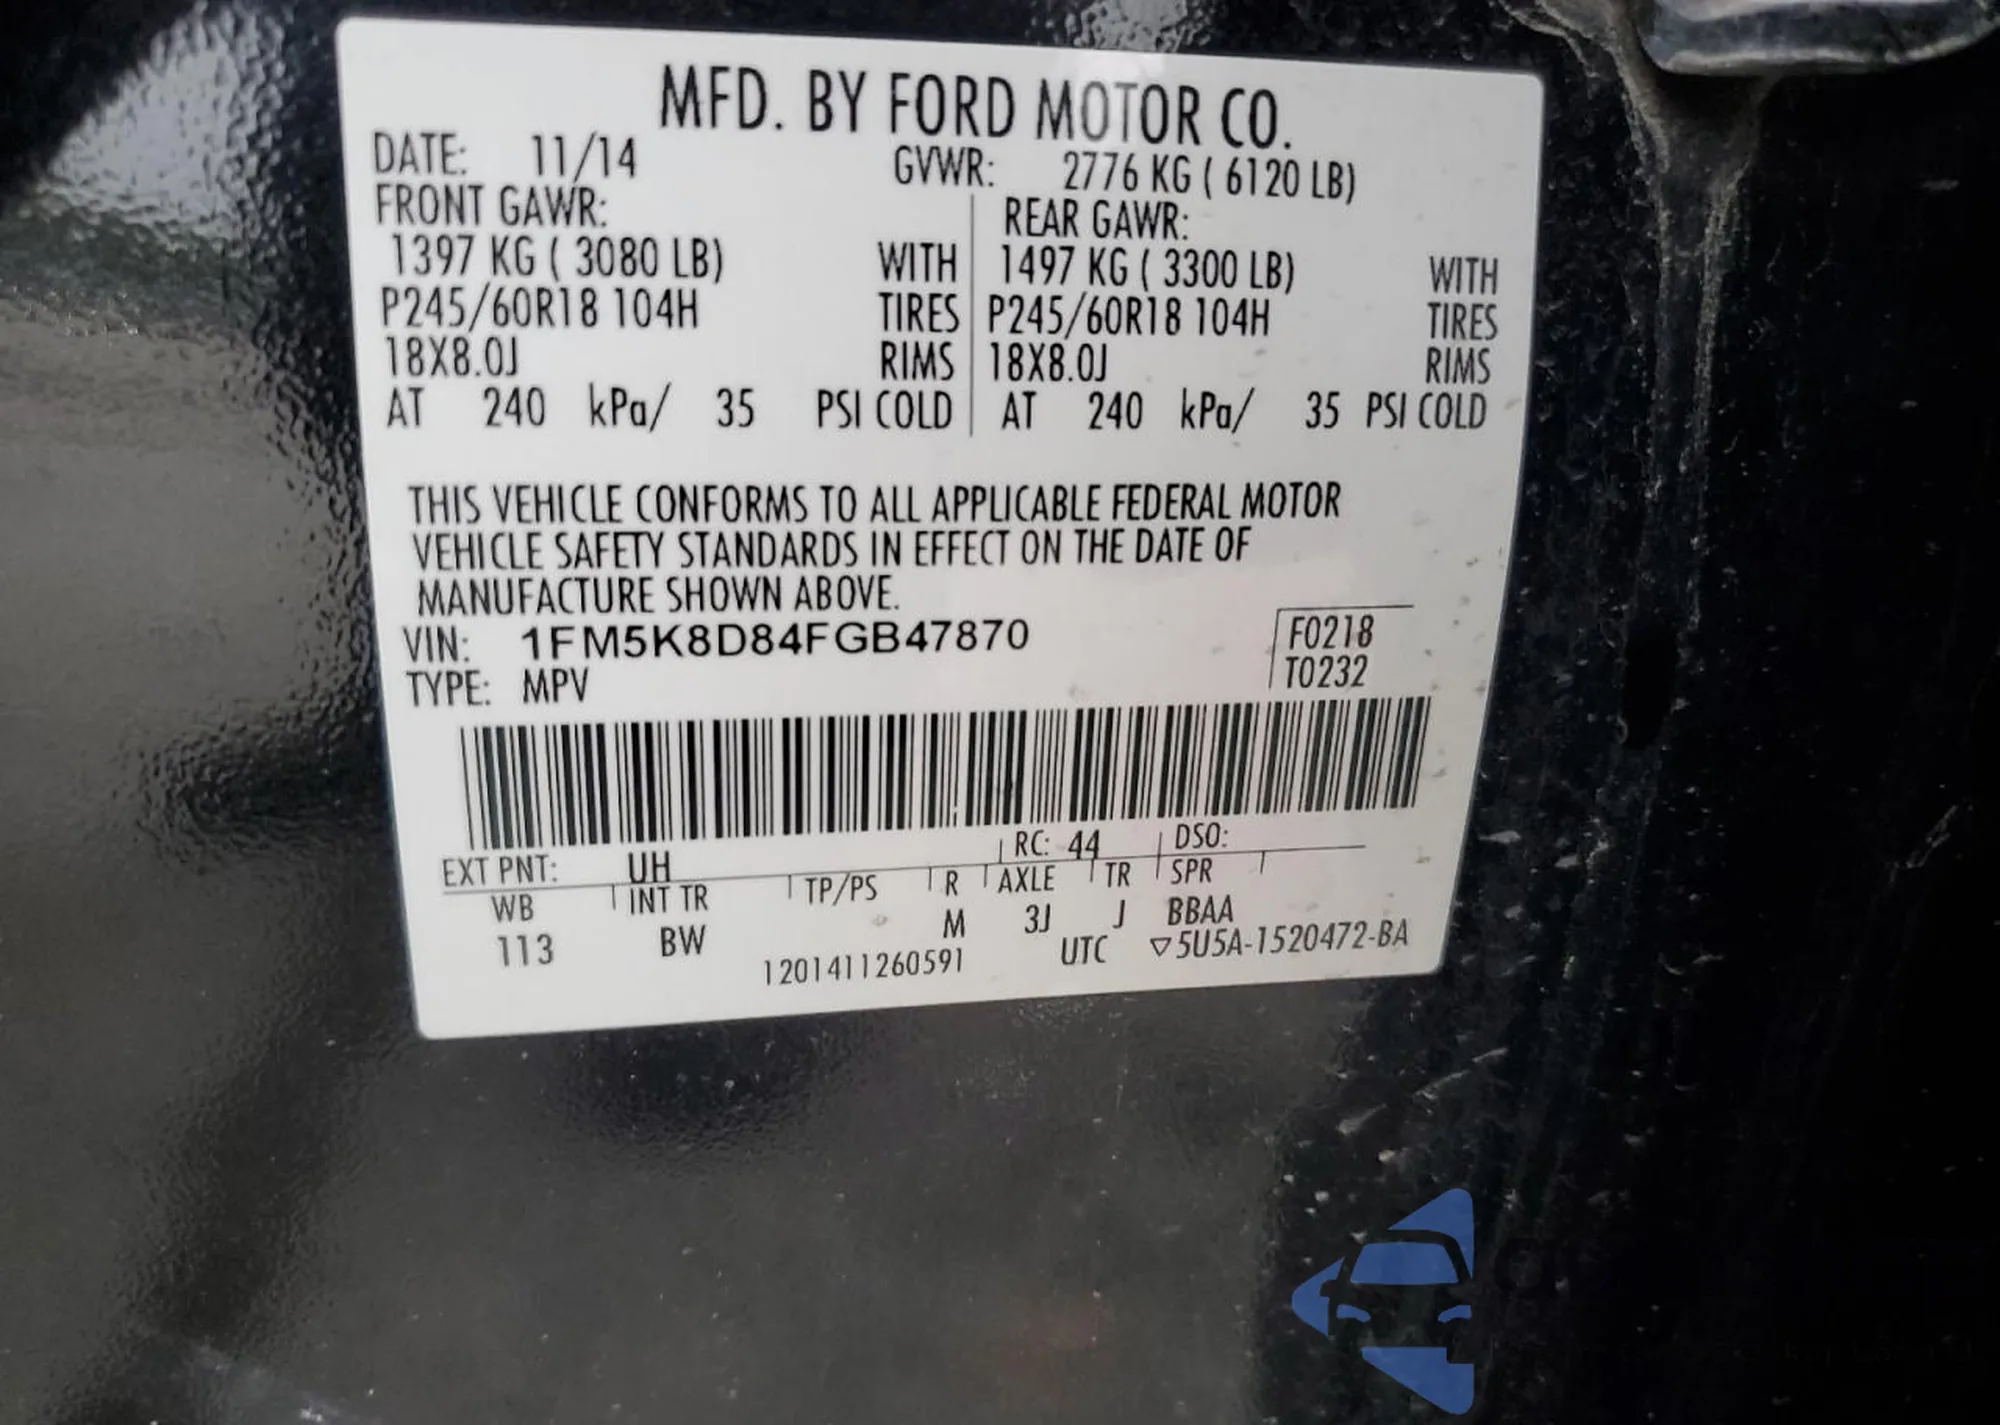 MFD. BY FORD MOTOR CO.
DATE: 11/14 GVWR: 2776 KG ( 6120 LB)
FRONT GAWR: REAR GAWR:
1397 KG ( 3080 LB) WITH 1497 KG ( 3300 LB) WITH
P245/60R18 104H TIRES P245/60R18 104H TIRES
18X8.0J RIMS 18X8.0J RIMS
AT 240 kPa/ 35 PSI COLD AT 240 kPa/ 35 PSI COLD
THIS VEHICLE CONFORMS TO ALL APPLICABLE FEDERAL MOTOR
VEHICLE SAFETY STANDARDS IN EFFECT ON THE DATE OF
MANUFACTURE SHOWN ABOVE.
VIN: 1FM5K8D84FGB47870 F0218
TYPE: MPV T0232
EXT PNT: UH RC: 44 DSO:
WB INT TR TP/PS R AXLE TR SPR
113 BW M 3J J BBAA
1201411260591 UTC ▽5U5A-1520472-BA